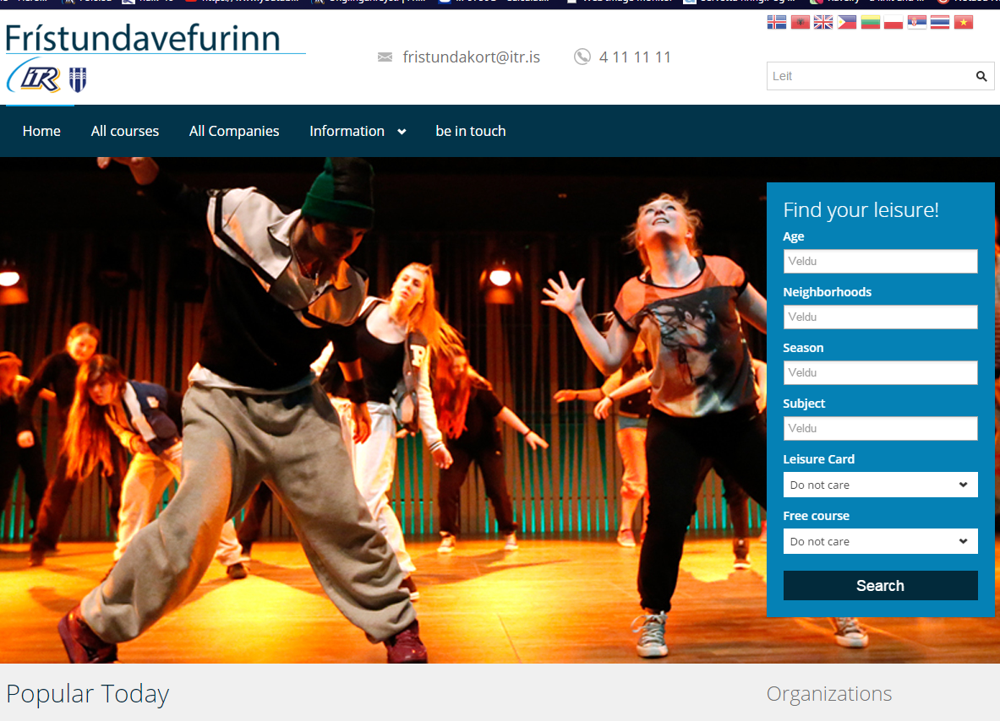 Frístundavefurinn
ÍTR
fristundakort@itr.is
4 11 11 11
Leit
Home
All courses
All Companies
Information
be in touch
Find your leisure!
Age
Veldu
Neighborhoods
Veldu
Season
Veldu
Subject
Veldu
Leisure Card
Do not care
Free course
Do not care
Search
Popular Today
Organizations